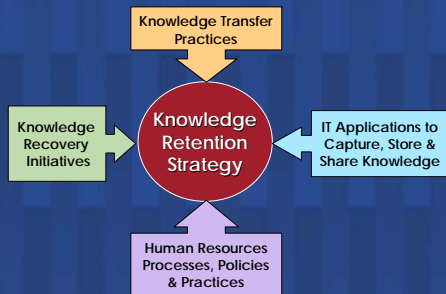 Knowledge Transfer
Practices
Knowledge
Recovery
Initiatives
Knowledge
Retention
Strategy
IT Applications to
Capture, Store &
Share Knowledge
Human Resources
Processes, Policies
& Practices